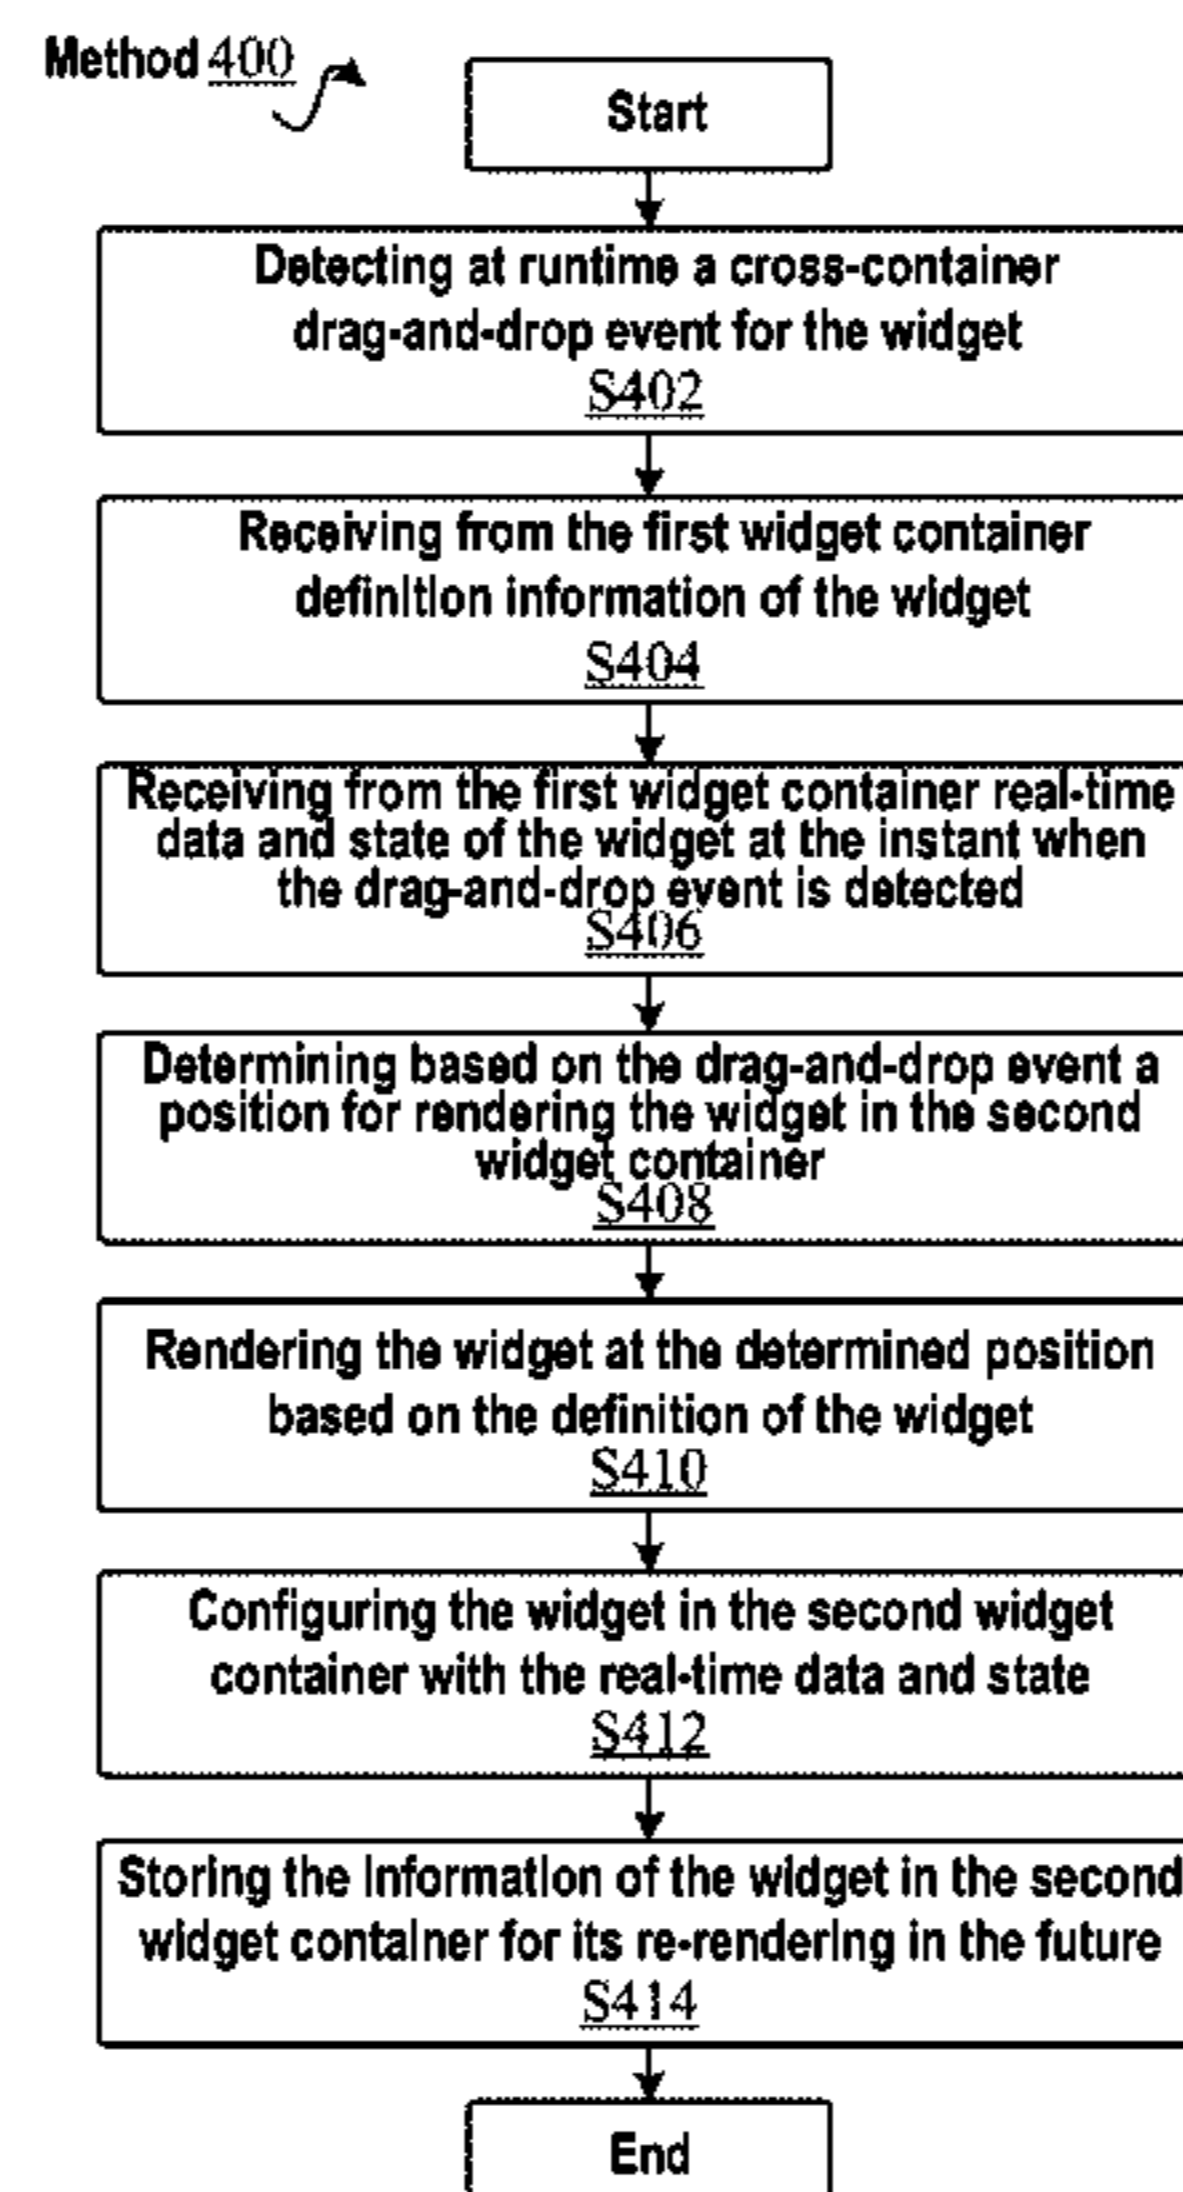 Method 400
Start
Detecting at runtime a cross-container
drag-and-drop event for the widget
S402
Receiving from the first widget container
definition information of the widget
S404
Receiving from the first widget container real-time
data and state of the widget at the instant when
the drag-and-drop event is detected
S406
Determining based on the drag-and-drop event a
position for rendering the widget in the second
widget container
S408
Rendering the widget at the determined position
based on the definition of the widget
S410
Configuring the widget in the second widget
container with the real-time data and state
S412
Storing the information of the widget in the second
widget container for its re-rendering in the future
S414
End